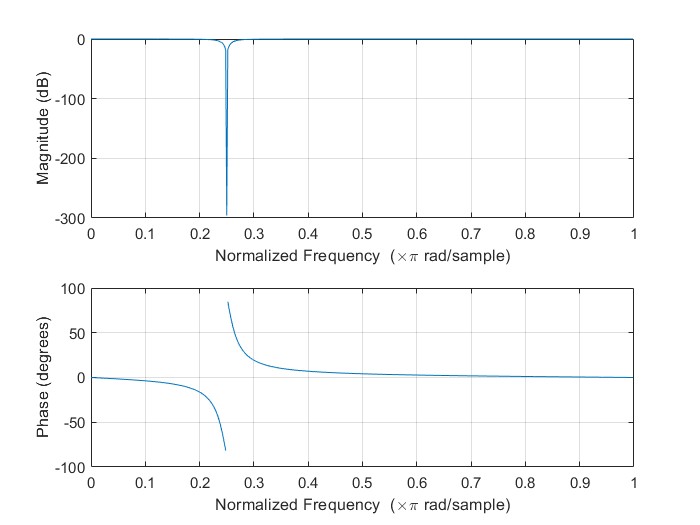 0
-100
-200
-300
Magnitude (dB)
0 0.1 0.2 0.3 0.4 0.5 0.6 0.7 0.8 0.9 1
Normalized Frequency (×π rad/sample)
100
50
0
-50
-100
Phase (degrees)
0 0.1 0.2 0.3 0.4 0.5 0.6 0.7 0.8 0.9 1
Normalized Frequency (×π rad/sample)